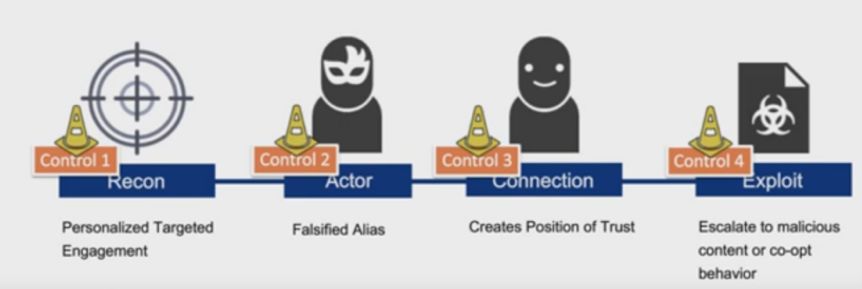 Control 1
Control 2
Control 3
Control 4
Recon
Actor
Connection
Exploit
Personalized Targeted
Engagement
Falsified Alias
Creates Position of Trust
Escalate to malicious
content or co-opt
behavior